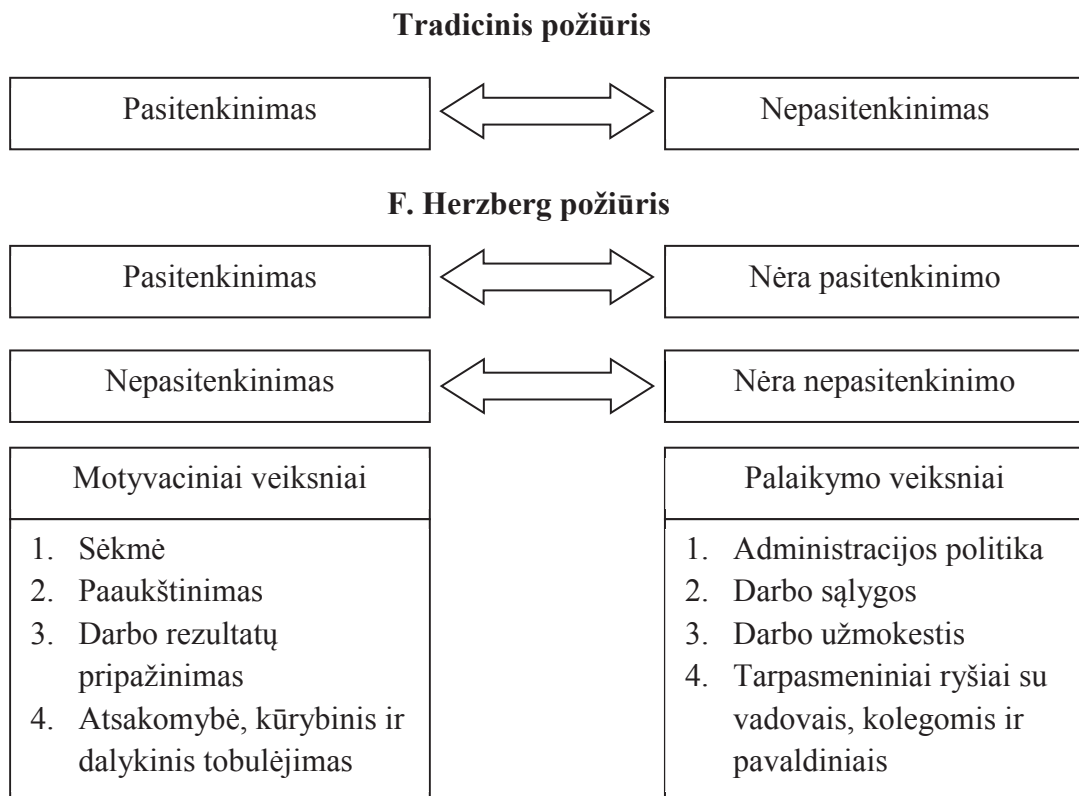 Tradicinis požiūris
Pasitenkinimas
Nepasitenkinimas
F. Herzberg požiūris
Pasitenkinimas
Nėra pasitenkinimo
Nepasitenkinimas
Nėra nepasitenkinimo
Motyvaciniai veiksniai
1. Sėkmė
2. Paaukštinimas
3. Darbo rezultatų
pripažinimas
4. Atsakomybė, kūrybinis ir
dalykinis tobulėjimas
Palaikymo veiksniai
1. Administracijos politika
2. Darbo sąlygos
3. Darbo užmokestis
4. Tarpasmeniniai ryšiai su
vadovais, kolegomis ir
pavaldiniais